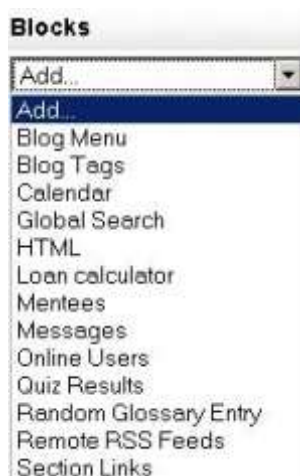 Blocks
Add...
Add...
Blog Menu
Blog Tags
Calendar
Global Search
HTML
Loan calculator
Mentees
Messages
Online Users
Quiz Results
Random Glossary Entry
Remote RSS Feeds
Section Links